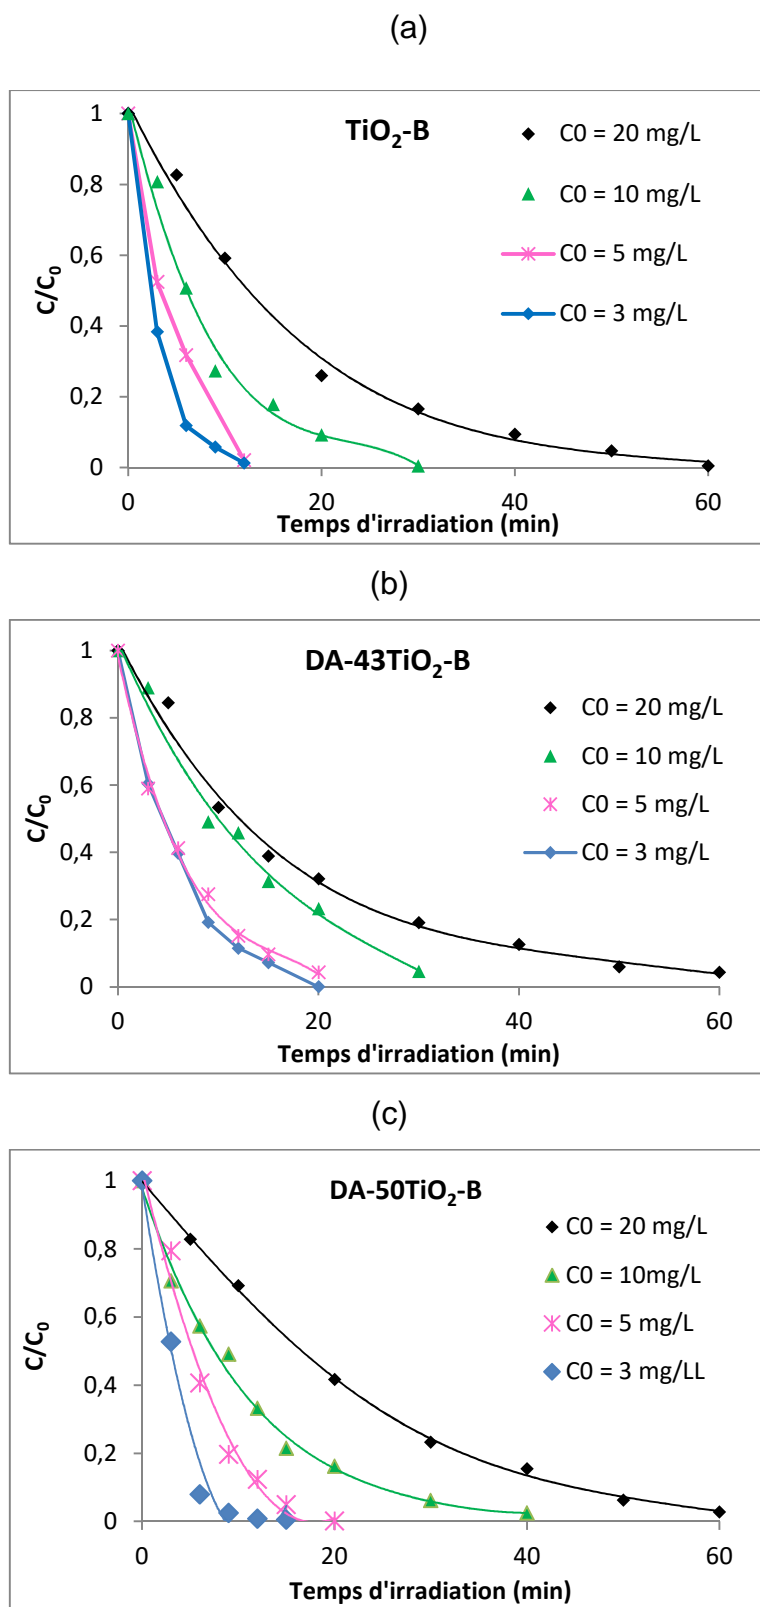 (a)
TiO₂-B
C0 = 20 mg/L
C0 = 10 mg/L
C0 = 5 mg/L
C0 = 3 mg/L
C/C₀
1
0,8
0,6
0,4
0,2
0
0 20 40 60
Temps d'irradiation (min)
(b)
DA-43TiO₂-B
C0 = 20 mg/L
C0 = 10 mg/L
C0 = 5 mg/L
C0 = 3 mg/L
C/C₀
1
0,8
0,6
0,4
0,2
0
0 20 40 60
Temps d'irradiation (min)
(c)
DA-50TiO₂-B
C0 = 20 mg/L
C0 = 10mg/L
C0 = 5 mg/L
C0 = 3 mg/LL
C/C₀
1
0,8
0,6
0,4
0,2
0
0 20 40 60
Temps d'irradiation (min)